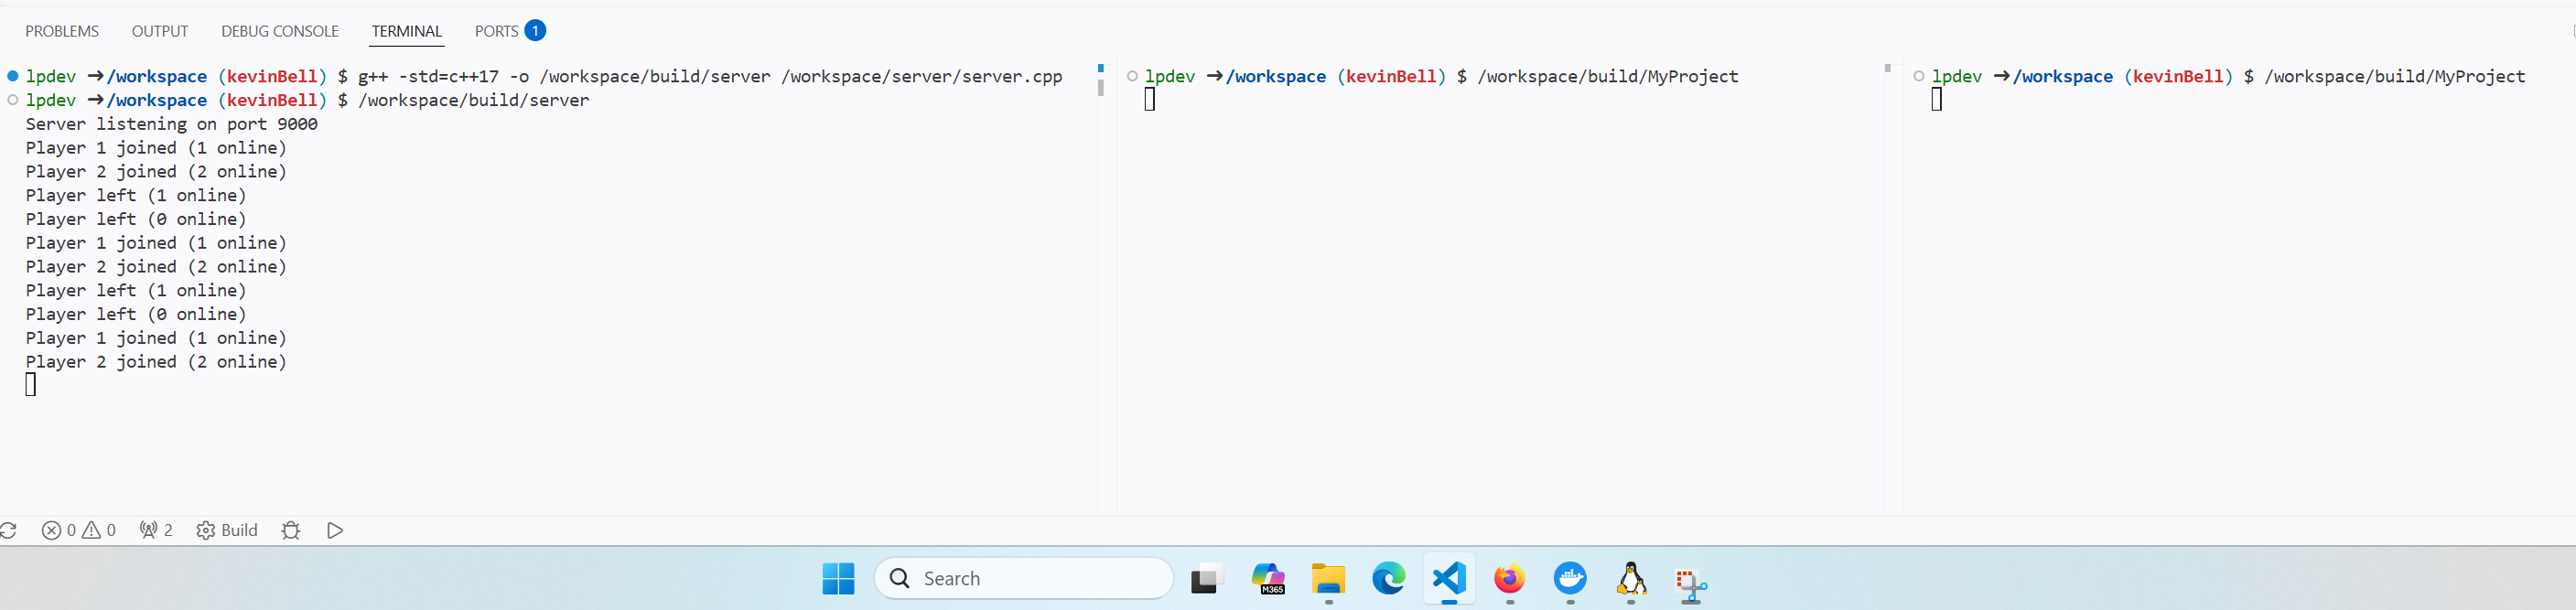 PROBLEMS OUTPUT DEBUG CONSOLE TERMINAL PORTS 1
lpdev →/workspace (kevinBell) $ g++ -std=c++17 -o /workspace/build/server /workspace/server/server.cpp
lpdev →/workspace (kevinBell) $ /workspace/build/server
Server listening on port 9000
Player 1 joined (1 online)
Player 2 joined (2 online)
Player left (1 online)
Player left (0 online)
Player 1 joined (1 online)
Player 2 joined (2 online)
Player left (1 online)
Player left (0 online)
Player 1 joined (1 online)
Player 2 joined (2 online)
lpdev →/workspace (kevinBell) $ /workspace/build/MyProject
lpdev →/workspace (kevinBell) $ /workspace/build/MyProject
0 0 2 Build
Search
M365